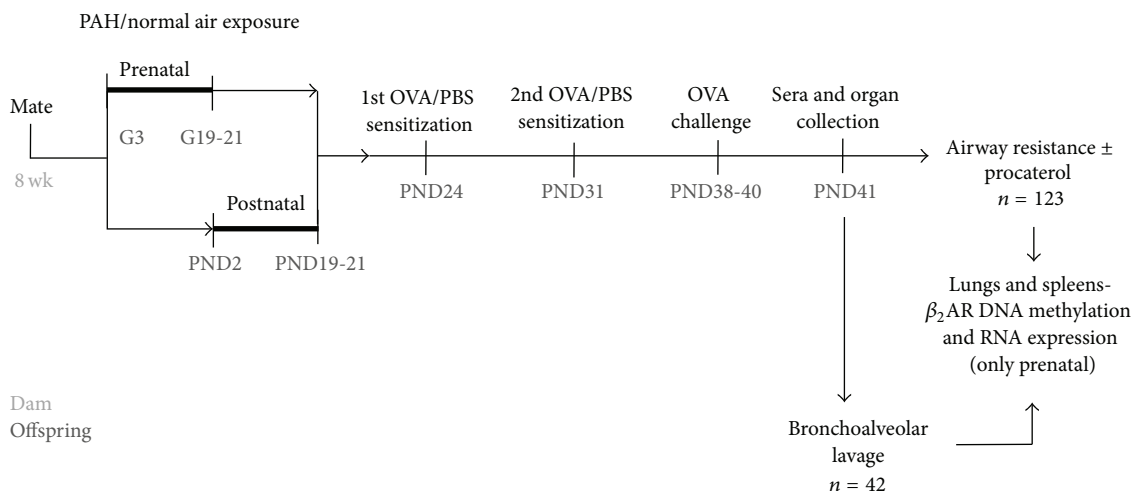 PAH/normal air exposure
Prenatal
Mate
8 wk
G3
G19-21
Postnatal
PND2
PND19-21
1st OVA/PBS
sensitization
PND24
2nd OVA/PBS
sensitization
PND31
OVA
challenge
PND38-40
Sera and organ
collection
PND41
Airway resistance ±
procaterol
n = 123
Lungs and spleens-
β₂AR DNA methylation
and RNA expression
(only prenatal)
Bronchoalveolar
lavage
n = 42
Dam
Offspring